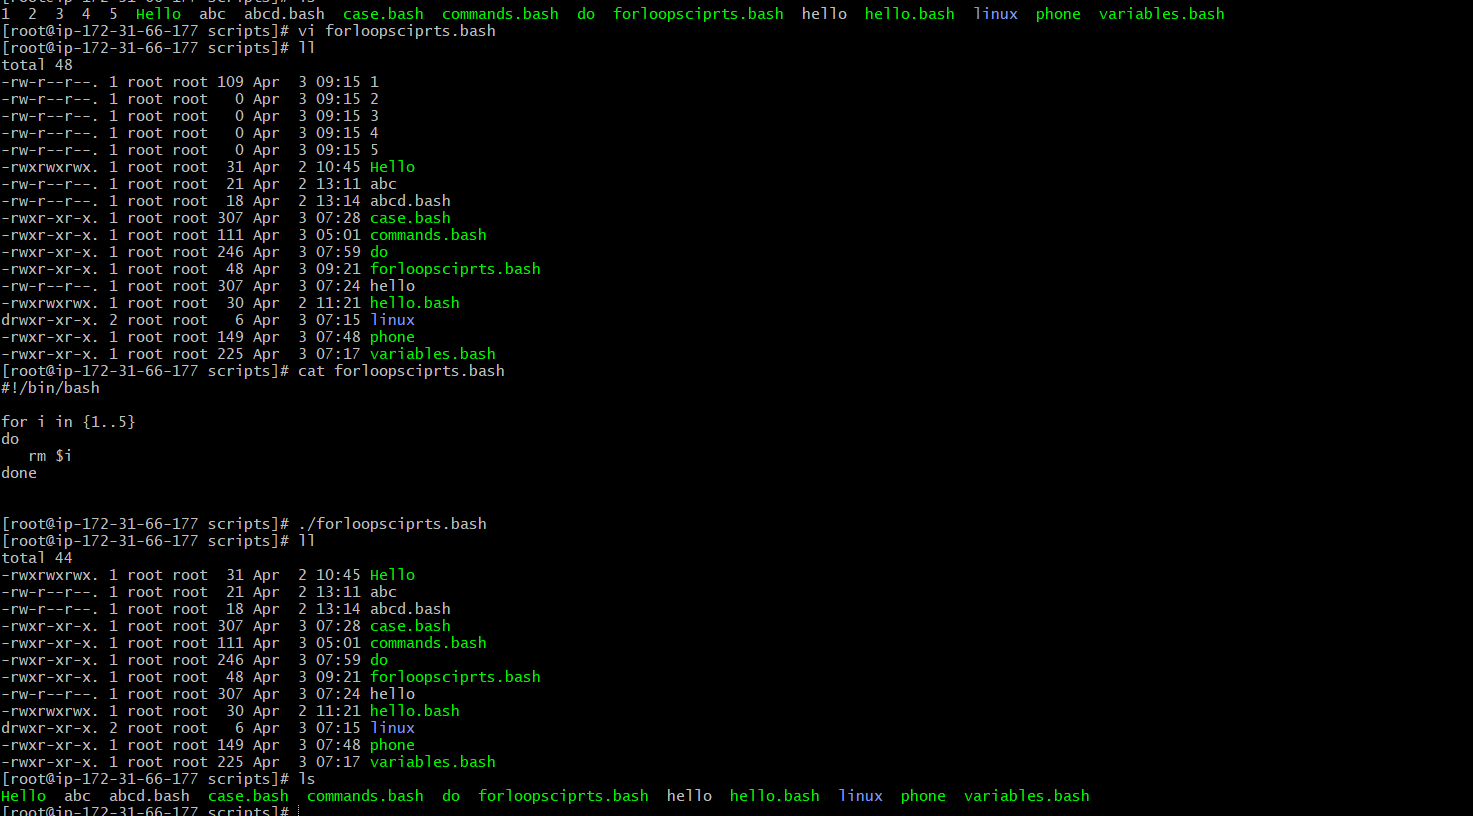 1  2  3  4  5  Hello  abc  abcd.bash  case.bash  commands.bash  do  forloopsciprts.bash  hello  hello.bash  linux  phone  variables.bash
[root@ip-172-31-66-177 scripts]# vi forloopsciprts.bash
[root@ip-172-31-66-177 scripts]# ll
total 48
-rw-r--r--. 1 root root 109 Apr  3 09:15 1
-rw-r--r--. 1 root root   0 Apr  3 09:15 2
-rw-r--r--. 1 root root   0 Apr  3 09:15 3
-rw-r--r--. 1 root root   0 Apr  3 09:15 4
-rw-r--r--. 1 root root   0 Apr  3 09:15 5
-rwxrwxrwx. 1 root root  31 Apr  2 10:45 Hello
-rw-r--r--. 1 root root  21 Apr  2 13:11 abc
-rw-r--r--. 1 root root  18 Apr  2 13:14 abcd.bash
-rwxr-xr-x. 1 root root 307 Apr  3 07:28 case.bash
-rwxr-xr-x. 1 root root 111 Apr  3 05:01 commands.bash
-rwxr-xr-x. 1 root root 246 Apr  3 07:59 do
-rwxr-xr-x. 1 root root  48 Apr  3 09:21 forloopsciprts.bash
-rw-r--r--. 1 root root 307 Apr  3 07:24 hello
-rwxrwxrwx. 1 root root  30 Apr  2 11:21 hello.bash
drwxr-xr-x. 2 root root   6 Apr  3 07:15 linux
-rwxr-xr-x. 1 root root 149 Apr  3 07:48 phone
-rwxr-xr-x. 1 root root 225 Apr  3 07:17 variables.bash
[root@ip-172-31-66-177 scripts]# cat forloopsciprts.bash
#!/bin/bash

for i in {1..5}
do
   rm $i
done


[root@ip-172-31-66-177 scripts]# ./forloopsciprts.bash
[root@ip-172-31-66-177 scripts]# ll
total 44
-rwxrwxrwx. 1 root root  31 Apr  2 10:45 Hello
-rw-r--r--. 1 root root  21 Apr  2 13:11 abc
-rw-r--r--. 1 root root  18 Apr  2 13:14 abcd.bash
-rwxr-xr-x. 1 root root 307 Apr  3 07:28 case.bash
-rwxr-xr-x. 1 root root 111 Apr  3 05:01 commands.bash
-rwxr-xr-x. 1 root root 246 Apr  3 07:59 do
-rwxr-xr-x. 1 root root  48 Apr  3 09:21 forloopsciprts.bash
-rw-r--r--. 1 root root 307 Apr  3 07:24 hello
-rwxrwxrwx. 1 root root  30 Apr  2 11:21 hello.bash
drwxr-xr-x. 2 root root   6 Apr  3 07:15 linux
-rwxr-xr-x. 1 root root 149 Apr  3 07:48 phone
-rwxr-xr-x. 1 root root 225 Apr  3 07:17 variables.bash
[root@ip-172-31-66-177 scripts]# ls
Hello  abc  abcd.bash  case.bash  commands.bash  do  forloopsciprts.bash  hello  hello.bash  linux  phone  variables.bash
[root@ip-172-31-66-177 scripts]#